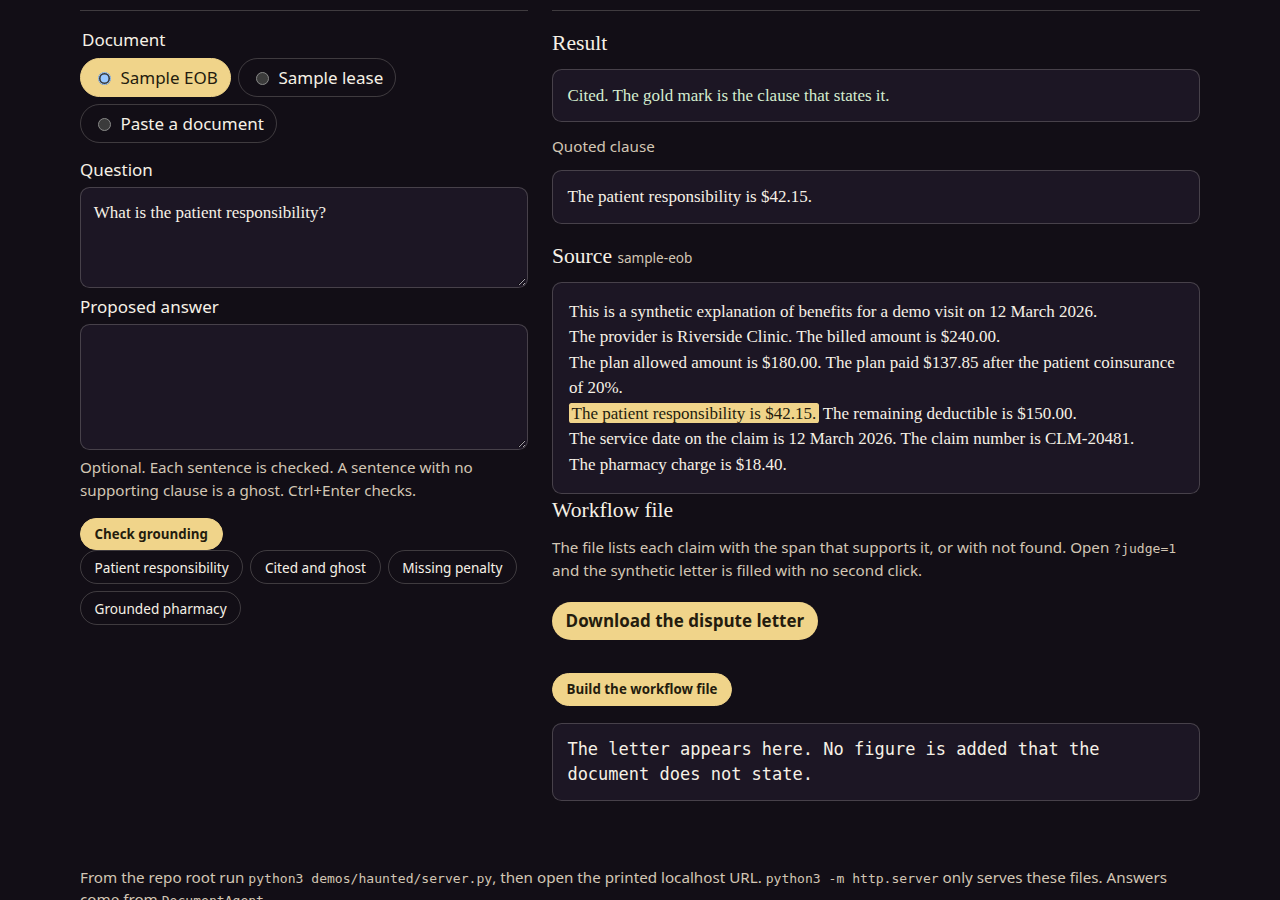 Document
Sample EOB
Sample lease
Paste a document
Question
What is the patient responsibility?
Proposed answer
Optional. Each sentence is checked. A sentence with no
supporting clause is a ghost. Ctrl+Enter checks.
Check grounding
Patient responsibility
Cited and ghost
Missing penalty
Grounded pharmacy
Result
Cited. The gold mark is the clause that states it.
Quoted clause
The patient responsibility is $42.15.
Source sample-eob
This is a synthetic explanation of benefits for a demo visit on 12 March 2026.
The provider is Riverside Clinic. The billed amount is $240.00.
The plan allowed amount is $180.00. The plan paid $137.85 after the patient coinsurance
of 20%.
The patient responsibility is $42.15. The remaining deductible is $150.00.
The service date on the claim is 12 March 2026. The claim number is CLM-20481.
The pharmacy charge is $18.40.
Workflow file
The file lists each claim with the span that supports it, or with not found. Open ?judge=1
and the synthetic letter is filled with no second click.
Download the dispute letter
Build the workflow file
The letter appears here. No figure is added that the
document does not state.
From the repo root run python3 demos/haunted/server.py, then open the printed localhost URL. python3 -m http.server only serves these files. Answers
come from DocumentAgent